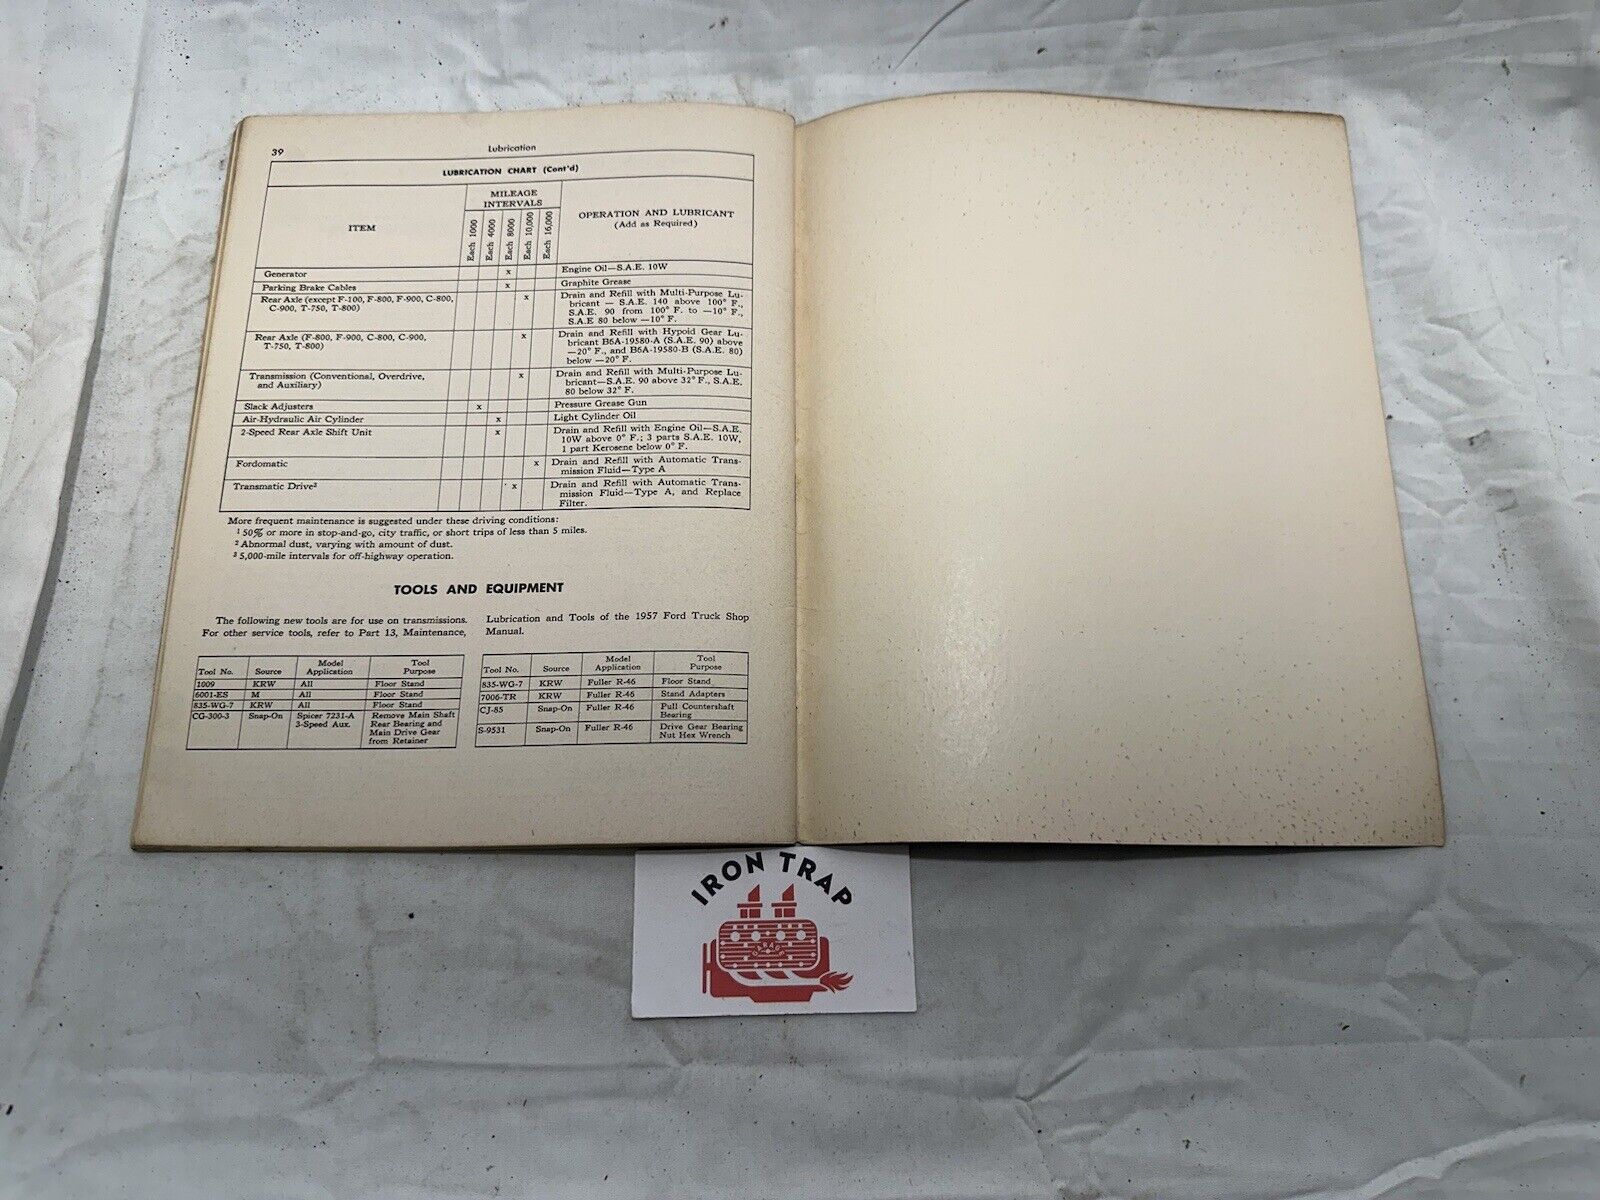 39
Lubrication
LUBRICATION CHART (Cont'd)
ITEM
MILEAGE
INTERVALS
Each 1000
Each 4000
Each 8000
Each 10,000
Each 16,000
OPERATION AND LUBRICANT
(Add as Required)
Generator x Engine Oil—S.A.E. 10W
Parking Brake Cables x Graphite Grease
Rear Axle (except F-100, F-800, F-900, C-800,
C-900, T-750, T-800)
x
Drain and Refill with Multi-Purpose Lu-
bricant — S.A.E. 140 above 100° F.,
S.A.E. 90 from 100° F. to —10° F.,
S.A.E 80 below —10° F.
Rear Axle (F-800, F-900, C-800, C-900,
T-750, T-800)
x
Drain and Refill with Hypoid Gear Lu-
bricant B6A-19580-A (S.A.E. 90) above
—20° F., and B6A-19580-B (S.A.E. 80)
below —20° F.
Transmission (Conventional, Overdrive,
and Auxiliary)
x
Drain and Refill with Multi-Purpose Lu-
bricant—S.A.E. 90 above 32° F., S.A.E.
80 below 32° F.
Slack Adjusters x Pressure Grease Gun
Air-Hydraulic Air Cylinder x Light Cylinder Oil
2-Speed Rear Axle Shift Unit x
Drain and Refill with Engine Oil—S.A.E.
10W above 0° F.; 3 parts S.A.E. 10W,
1 part Kerosene below 0° F.
Fordomatic x
Drain and Refill with Automatic Trans-
mission Fluid—Type A
Transmatic Drive³ x
Drain and Refill with Automatic Trans-
mission Fluid—Type A, and Replace
Filter.
More frequent maintenance is suggested under these driving conditions:
¹ 50% or more in stop-and-go, city traffic, or short trips of less than 5 miles.
² Abnormal dust, varying with amount of dust.
³ 5,000-mile intervals for off-highway operation.
TOOLS AND EQUIPMENT
The following new tools are for use on transmissions.
For other service tools, refer to Part 13, Maintenance,
Lubrication and Tools of the 1957 Ford Truck Shop
Manual.
Tool No. Source Model Application Tool Purpose
1009 KRW All Floor Stand
6001-ES M All Floor Stand
835-WG-7 KRW All Floor Stand
CG-300-3 Snap-On Spicer 7231-A Remove Main Shaft
3-Speed Aux. Rear Bearing and
Main Drive Gear
from Retainer
Tool No. Source Model Application Tool Purpose
835-WG-7 KRW Fuller R-46 Floor Stand
7006-TR KRW Fuller R-46 Stand Adapters
CJ-85 Snap-On Fuller R-46 Pull Countershaft
Bearing
S-9531 Snap-On Fuller R-46 Drive Gear Bearing
Nut Hex Wrench
IRON TRAP
GARAGE